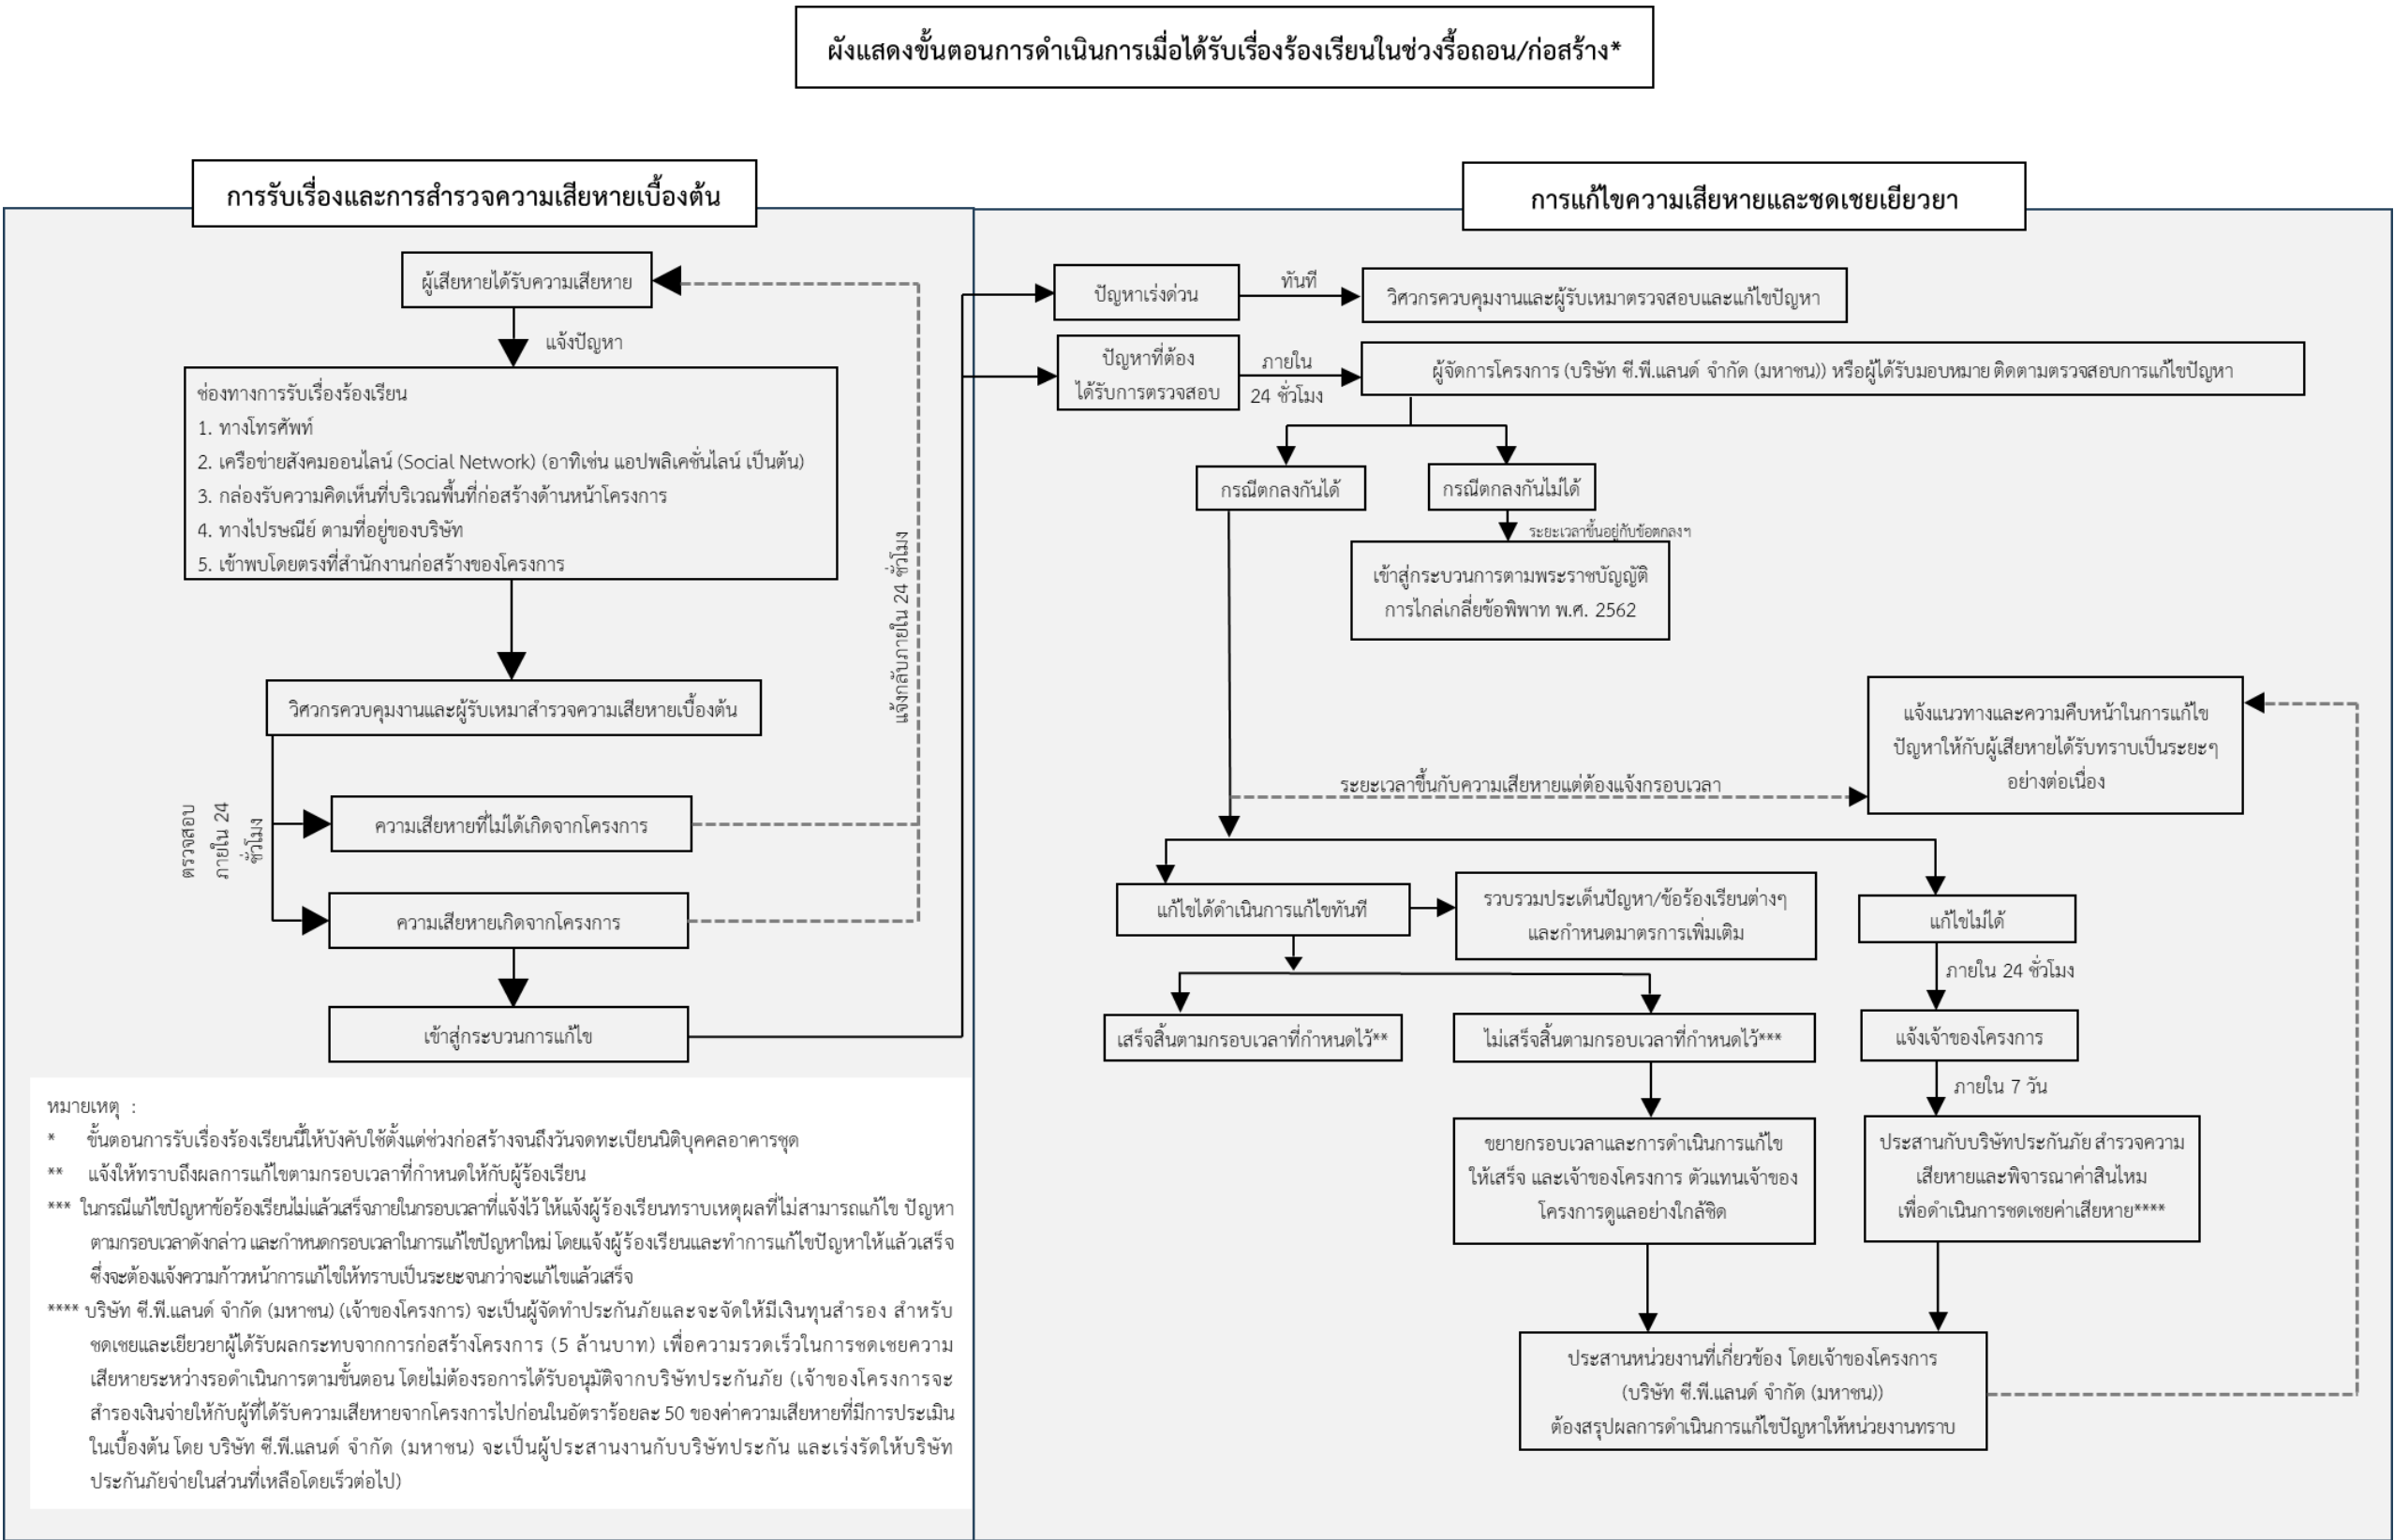 ผังแสดงขั้นตอนการดำเนินการเมื่อได้รับเรื่องร้องเรียนในช่วงรื้อถอน/ก่อสร้าง*
การรับเรื่องและการสำรวจความเสียหายเบื้องต้น
ผู้เสียหายได้รับความเสียหาย
แจ้งปัญหา
ช่องทางการรับเรื่องร้องเรียน
1. ทางโทรศัพท์
2. เครือข่ายสังคมออนไลน์ (Social Network) (อาทิเช่น แอปพลิเคชั่นไลน์ เป็นต้น)
3. กล่องรับความคิดเห็นที่บริเวณพื้นที่ก่อสร้างด้านหน้าโครงการ
4. ทางไปรษณีย์ ตามที่อยู่ของบริษัท
5. เข้าพบโดยตรงที่สำนักงานก่อสร้างของโครงการ
แจ้งกลับภายใน 24 ชั่วโมง
วิศวกรควบคุมงานและผู้รับเหมาสำรวจความเสียหายเบื้องต้น
ตรวจสอบ
ภายใน 24
ชั่วโมง
ความเสียหายที่ไม่ได้เกิดจากโครงการ
ความเสียหายเกิดจากโครงการ
เข้าสู่กระบวนการแก้ไข
หมายเหตุ :
* ขั้นตอนการรับเรื่องร้องเรียนนี้ให้บังคับใช้ตั้งแต่ช่วงก่อสร้างจนถึงวันจดทะเบียนนิติบุคคลอาคารชุด
** แจ้งให้ทราบถึงผลการแก้ไขตามกรอบเวลาที่กำหนดให้กับผู้ร้องเรียน
*** ในกรณีแก้ไขปัญหาข้อร้องเรียนไม่แล้วเสร็จภายในกรอบเวลาที่แจ้งไว้ ให้แจ้งผู้ร้องเรียนทราบเหตุผลที่ไม่สามารถแก้ไข ปัญหา
ตามกรอบเวลาดังกล่าว และกำหนดกรอบเวลาในการแก้ไขปัญหาใหม่ โดยแจ้งผู้ร้องเรียนและทำการแก้ไขปัญหาให้แล้วเสร็จ
ซึ่งจะต้องแจ้งความก้าวหน้าการแก้ไขให้ทราบเป็นระยะจนกว่าจะแก้ไขแล้วเสร็จ
**** บริษัท ซี.พี.แลนด์ จำกัด (มหาชน) (เจ้าของโครงการ) จะเป็นผู้จัดทำประกันภัยและจะจัดให้มีเงินทุนสำรอง สำหรับ
ชดเชยและเยียวยาผู้ได้รับผลกระทบจากการก่อสร้างโครงการ (5 ล้านบาท) เพื่อความรวดเร็วในการชดเชยความ
เสียหายระหว่างรอดำเนินการตามขั้นตอน โดยไม่ต้องรอการได้รับอนุมัติจากบริษัทประกันภัย (เจ้าของโครงการจะ
สำรองเงินจ่ายให้กับผู้ที่ได้รับความเสียหายจากโครงการไปก่อนในอัตราร้อยละ 50 ของค่าความเสียหายที่มีการประเมิน
ในเบื้องต้น โดย บริษัท ซี.พี.แลนด์ จำกัด (มหาชน) จะเป็นผู้ประสานงานกับบริษัทประกัน และเร่งรัดให้บริษัท
ประกันภัยจ่ายในส่วนที่เหลือโดยเร็วต่อไป)
การแก้ไขความเสียหายและชดเชยเยียวยา
ปัญหาเร่งด่วน
ทันที
วิศวกรควบคุมงานและผู้รับเหมาตรวจสอบและแก้ไขปัญหา
ปัญหาที่ต้อง
ได้รับการตรวจสอบ
ภายใน
24 ชั่วโมง
ผู้จัดการโครงการ (บริษัท ซี.พี.แลนด์ จำกัด (มหาชน)) หรือผู้ได้รับมอบหมาย ติดตามตรวจสอบการแก้ไขปัญหา
กรณีตกลงกันได้
กรณีตกลงกันไม่ได้
ระยะเวลาขึ้นอยู่กับข้อตกลงฯ
เข้าสู่กระบวนการตามพระราชบัญญัติ
การไกล่เกลี่ยข้อพิพาท พ.ศ. 2562
แจ้งแนวทางและความคืบหน้าในการแก้ไข
ปัญหาให้กับผู้เสียหายได้รับทราบเป็นระยะๆ
อย่างต่อเนื่อง
ระยะเวลาขึ้นกับความเสียหายแต่ต้องแจ้งกรอบเวลา
แก้ไขได้ดำเนินการแก้ไขทันที
รวบรวมประเด็นปัญหา/ข้อร้องเรียนต่างๆ
และกำหนดมาตรการเพิ่มเติม
แก้ไขไม่ได้
ภายใน 24 ชั่วโมง
เสร็จสิ้นตามกรอบเวลาที่กำหนดไว้**
ไม่เสร็จสิ้นตามกรอบเวลาที่กำหนดไว้***
แจ้งเจ้าของโครงการ
ภายใน 7 วัน
ขยายกรอบเวลาและการดำเนินการแก้ไข
ให้เสร็จ และเจ้าของโครงการ ตัวแทนเจ้าของ
โครงการดูแลอย่างใกล้ชิด
ประสานกับบริษัทประกันภัย สำรวจความ
เสียหายและพิจารณาค่าสินไหม
เพื่อดำเนินการชดเชยค่าเสียหาย****
ประสานหน่วยงานที่เกี่ยวข้อง โดยเจ้าของโครงการ
(บริษัท ซี.พี.แลนด์ จำกัด (มหาชน))
ต้องสรุปผลการดำเนินการแก้ไขปัญหาให้หน่วยงานทราบ